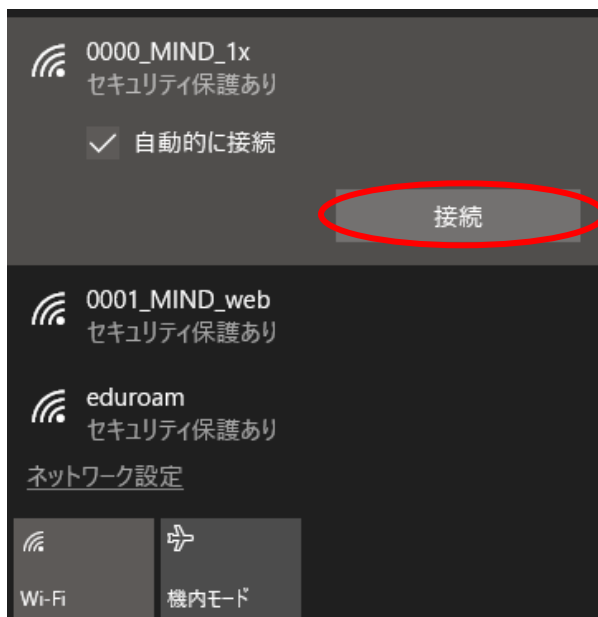 0000_MIND_1x
セキュリティ保護あり
自動的に接続
接続
0001_MIND_web
セキュリティ保護あり
eduroam
セキュリティ保護あり
ネットワーク設定
Wi-Fi
機内モード